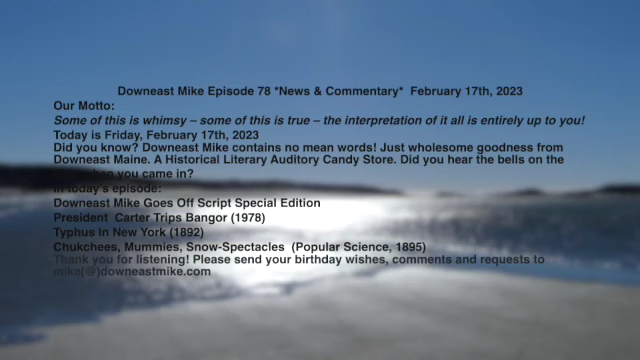 Downeast Mike Episode 78 *News & Commentary*  February 17th, 2023
Our Motto:
Some of this is whimsy – some of this is true – the interpretation of it all is entirely up to you!
Today is Friday, February 17th, 2023
Did you know? Downeast Mike contains no mean words! Just wholesome goodness from
Downeast Maine. A Historical Literary Auditory Candy Store. Did you hear the bells on the
you came in?
In today's episode:
Downeast Mike Goes Off Script Special Edition
President  Carter Trips Bangor (1978)
Typhus In New York (1892)
Chukchees, Mummies, Snow-Spectacles  (Popular Science, 1895)
Thank you for listening! Please send your birthday wishes, comments and requests to
mike(@)downeastmike.com